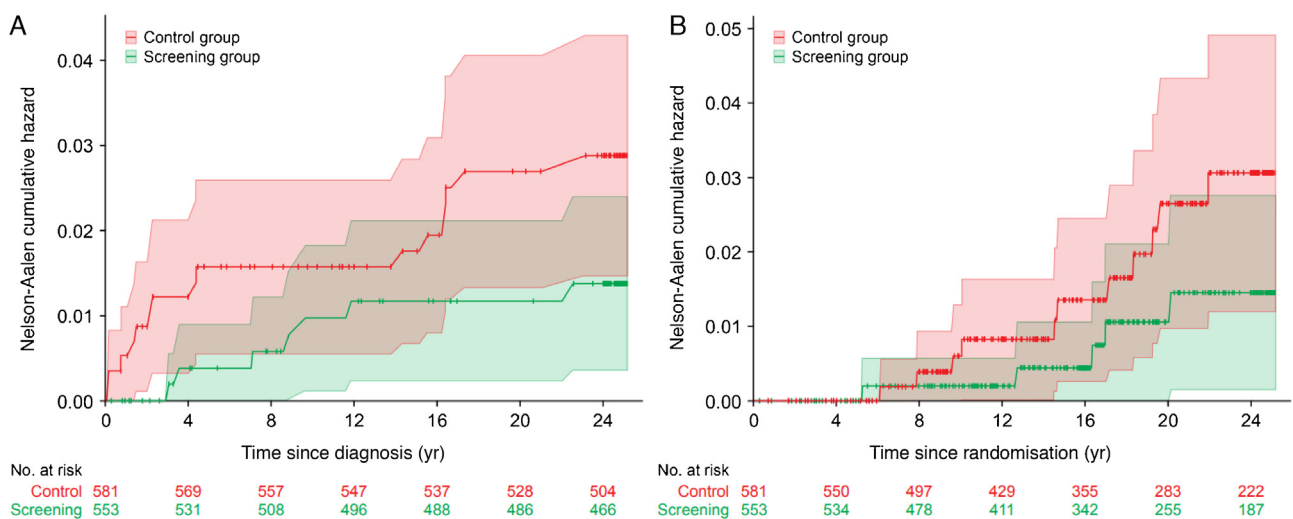 A
Control group
Screening group
Nelson-Aalen cumulative hazard
0.04
0.03
0.02
0.01
0.00
0 4 8 12 16 20 24
Time since diagnosis (yr)
No. at risk
Control 581 569 557 547 537 528 504
Screening 553 531 508 496 488 486 466
B
Control group
Screening group
Nelson-Aalen cumulative hazard
0.05
0.04
0.03
0.02
0.01
0.00
0 4 8 12 16 20 24
Time since randomisation (yr)
No. at risk
Control 581 550 497 429 355 283 222
Screening 553 534 478 411 342 255 187